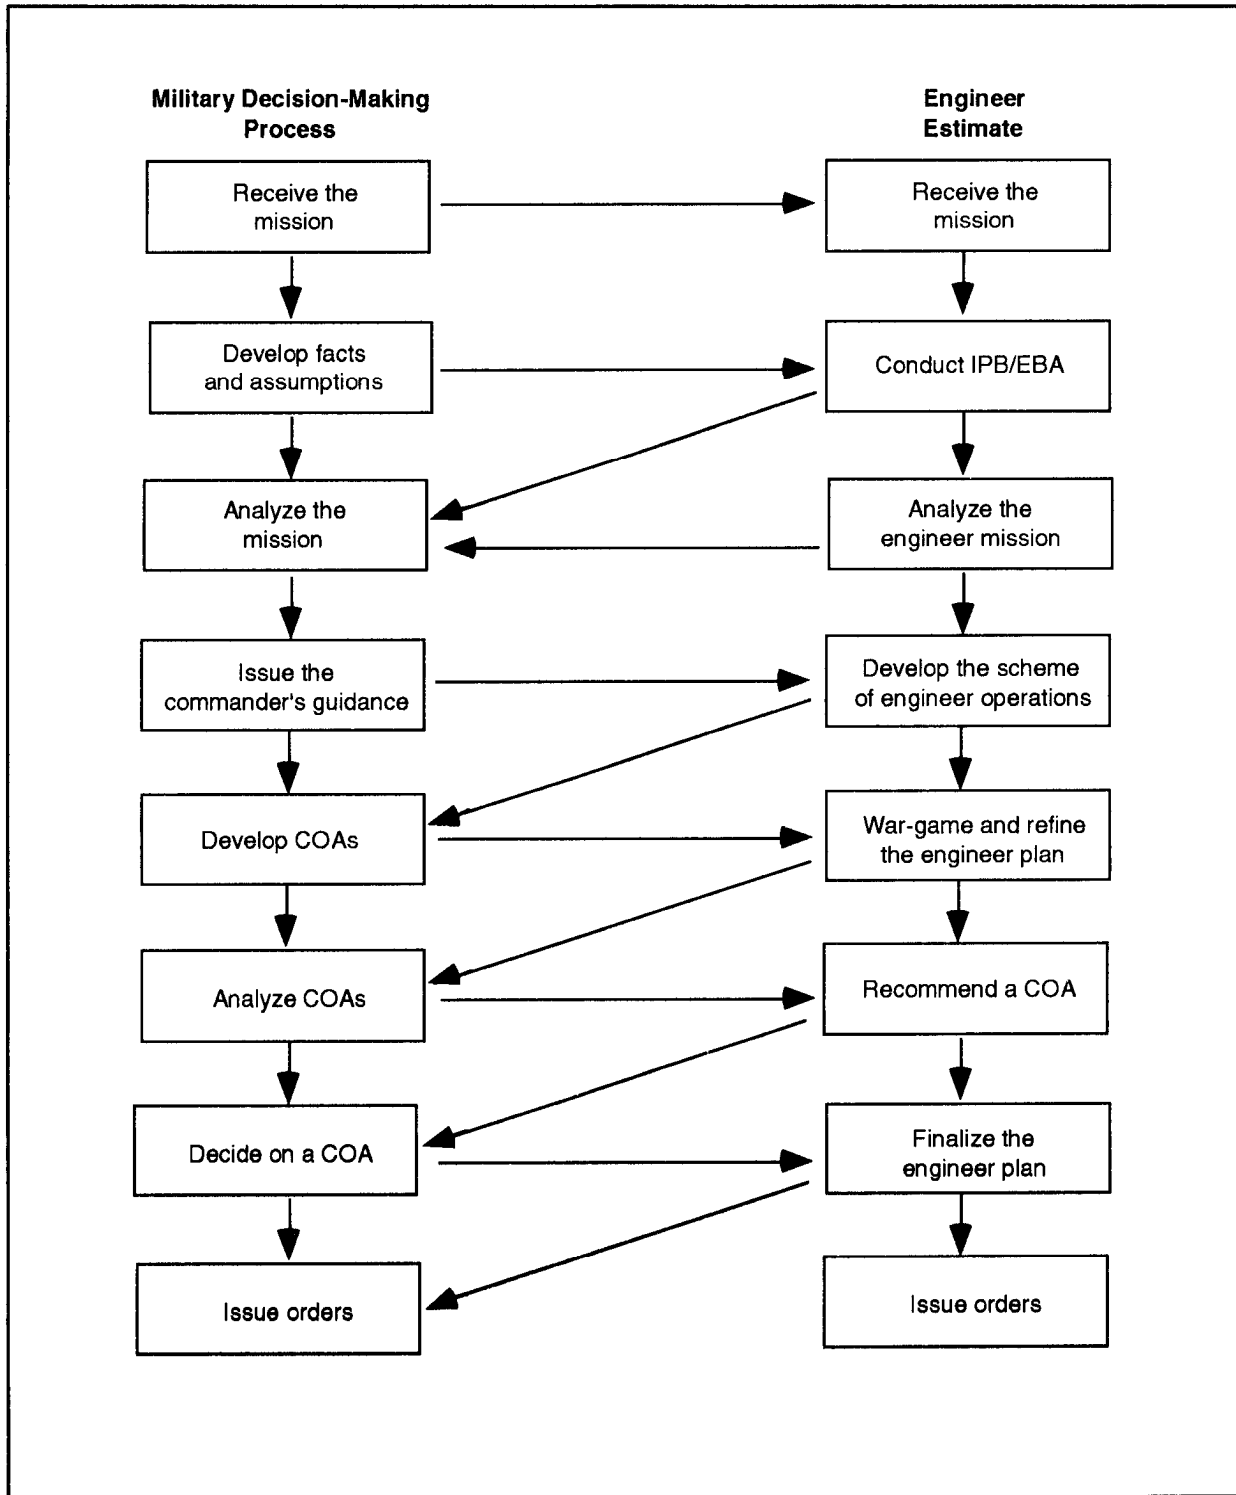 Military Decision-Making
Process
Engineer
Estimate
Receive the
mission
Receive the
mission
Develop facts
and assumptions
Conduct IPB/EBA
Analyze the
mission
Analyze the
engineer mission
Issue the
commander's guidance
Develop the scheme
of engineer operations
Develop COAs
War-game and refine
the engineer plan
Analyze COAs
Recommend a COA
Decide on a COA
Finalize the
engineer plan
Issue orders
Issue orders